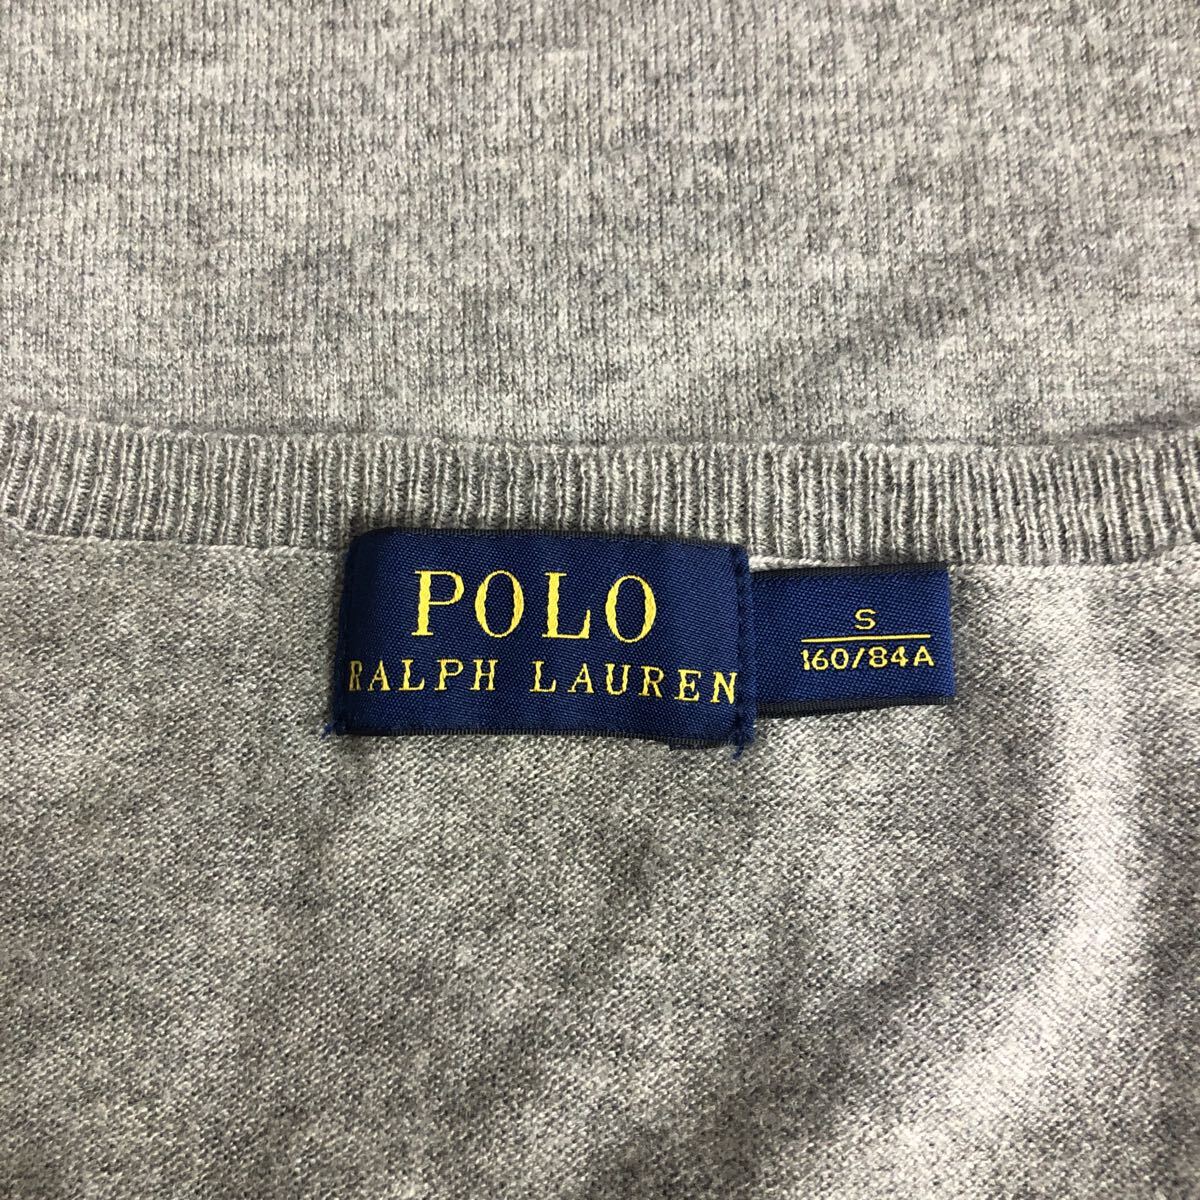 POLO
RALPH LAUREN
S
160/84A